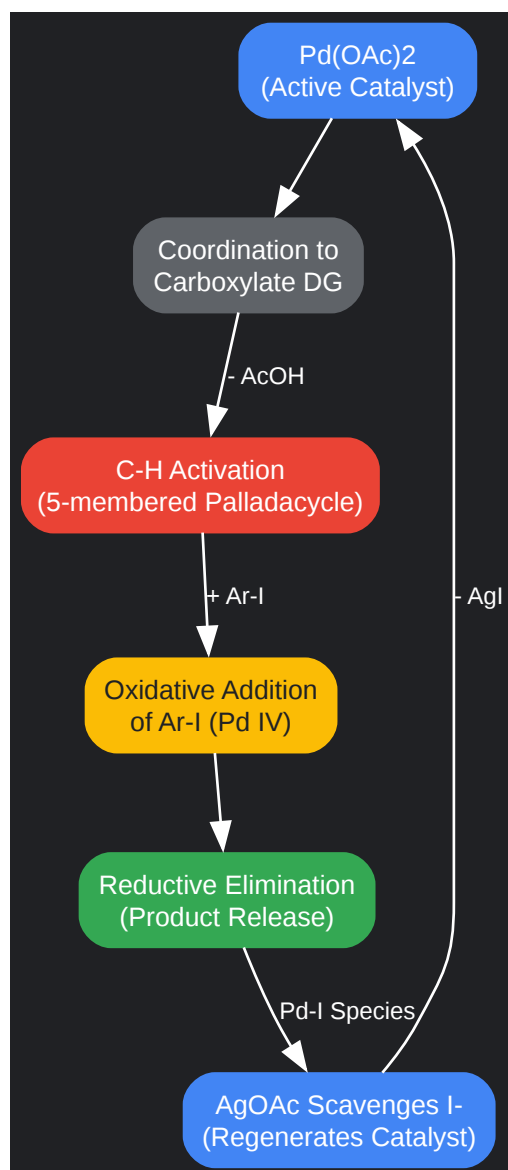 Pd(OAc)2
(Active Catalyst)
Coordination to
Carboxylate DG
- AcOH
C-H Activation
(5-membered Palladacycle)
+ Ar-I
- AgI
Oxidative Addition
of Ar-I (Pd IV)
Reductive Elimination
(Product Release)
Pd-I Species
AgOAc Scavenges I-
(Regenerates Catalyst)